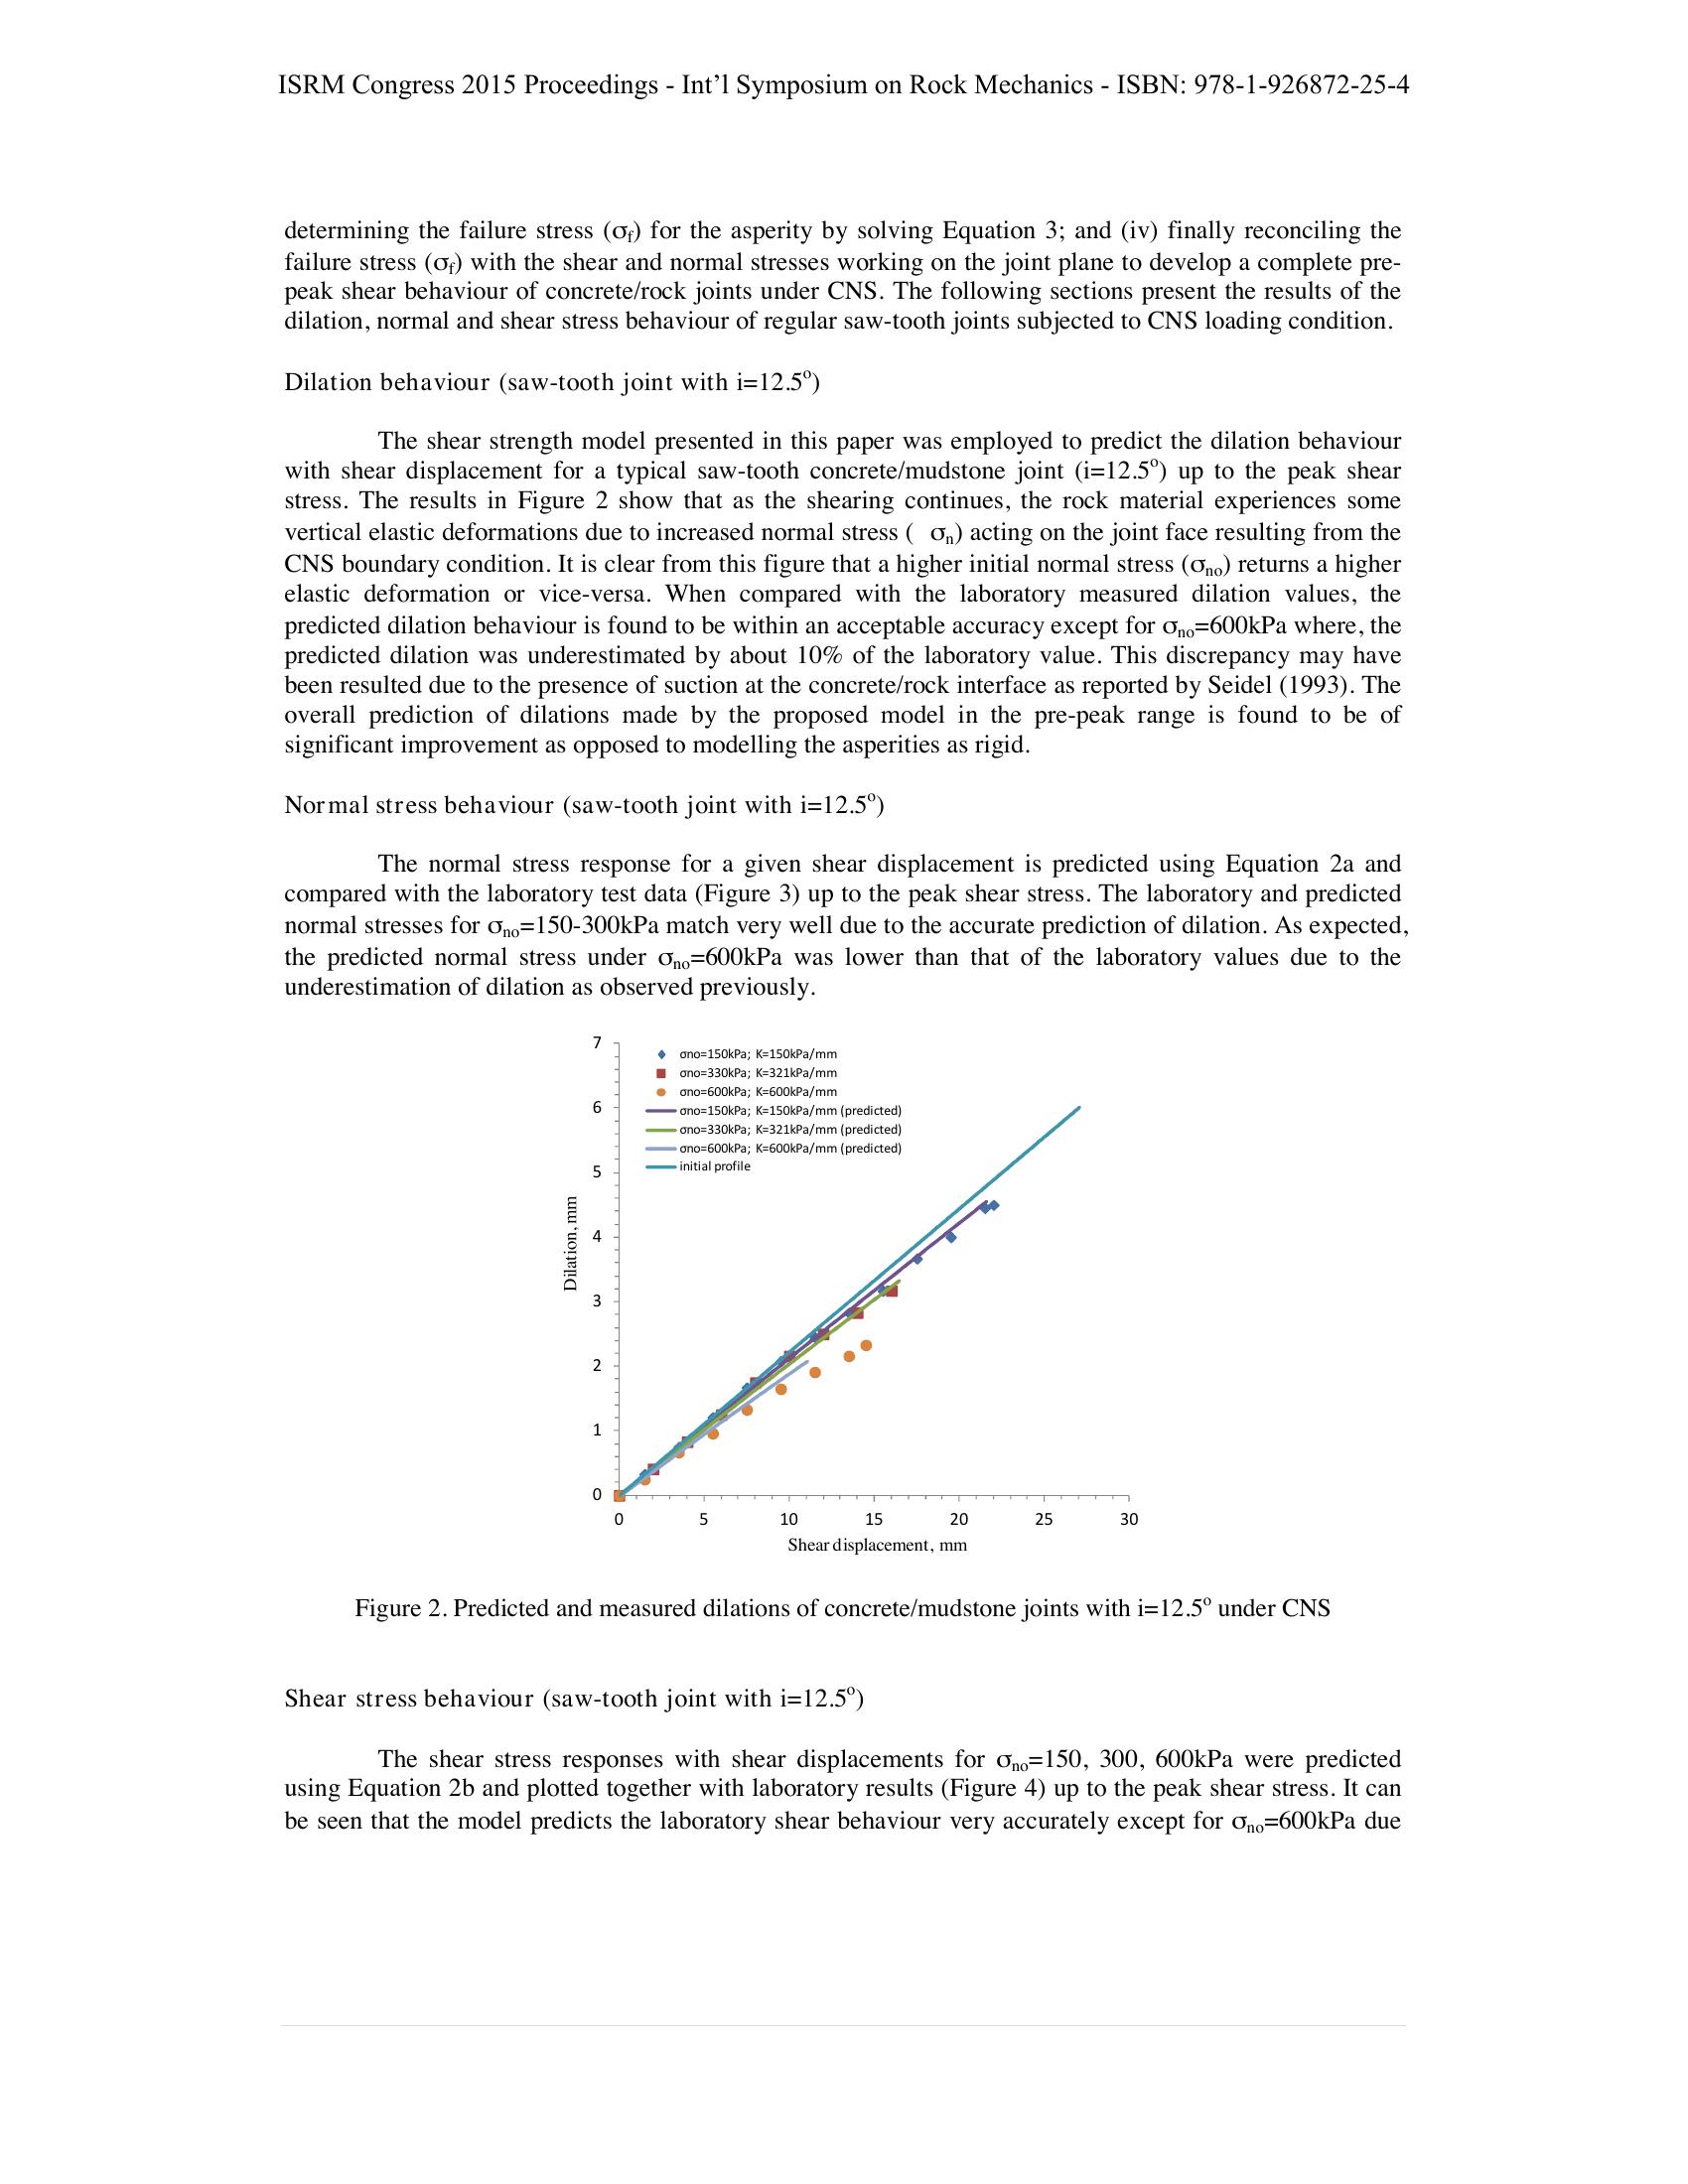 ISRM Congress 2015 Proceedings - Int’l Symposium on Rock Mechanics - ISBN: 978-1-926872-25-4
determining the failure stress (σf) for the asperity by solving Equation 3; and (iv) finally reconciling the
failure stress (σf) with the shear and normal stresses working on the joint plane to develop a complete pre-
peak shear behaviour of concrete/rock joints under CNS. The following sections present the results of the
dilation, normal and shear stress behaviour of regular saw-tooth joints subjected to CNS loading condition.
Dilation behaviour (saw-tooth joint with i=12.5o)
The shear strength model presented in this paper was employed to predict the dilation behaviour
with shear displacement for a typical saw-tooth concrete/mudstone joint (i=12.5o) up to the peak shear
stress. The results in Figure 2 show that as the shearing continues, the rock material experiences some
vertical elastic deformations due to increased normal stress ( σn) acting on the joint face resulting from the
CNS boundary condition. It is clear from this figure that a higher initial normal stress (σno) returns a higher
elastic deformation or vice-versa. When compared with the laboratory measured dilation values, the
predicted dilation behaviour is found to be within an acceptable accuracy except for σno=600kPa where, the
predicted dilation was underestimated by about 10% of the laboratory value. This discrepancy may have
been resulted due to the presence of suction at the concrete/rock interface as reported by Seidel (1993). The
overall prediction of dilations made by the proposed model in the pre-peak range is found to be of
significant improvement as opposed to modelling the asperities as rigid.
Normal stress behaviour (saw-tooth joint with i=12.5o)
The normal stress response for a given shear displacement is predicted using Equation 2a and
compared with the laboratory test data (Figure 3) up to the peak shear stress. The laboratory and predicted
normal stresses for σno=150-300kPa match very well due to the accurate prediction of dilation. As expected,
the predicted normal stress under σno=600kPa was lower than that of the laboratory values due to the
underestimation of dilation as observed previously.
7
σno=150kPa; K=150kPa/mm
σno=330kPa; K=321kPa/mm
σno=600kPa; K=600kPa/mm
6
σno=150kPa; K=150kPa/mm (predicted)
σno=330kPa; K=321kPa/mm (predicted)
σno=600kPa; K=600kPa/mm (predicted)
initial profile
5
Dilation, mm
4
3
2
1
0
0 5 10 15 20 25 30
Shear displacement, mm
Figure 2. Predicted and measured dilations of concrete/mudstone joints with i=12.5o under CNS
Shear stress behaviour (saw-tooth joint with i=12.5o)
The shear stress responses with shear displacements for σno=150, 300, 600kPa were predicted
using Equation 2b and plotted together with laboratory results (Figure 4) up to the peak shear stress. It can
be seen that the model predicts the laboratory shear behaviour very accurately except for σno=600kPa due